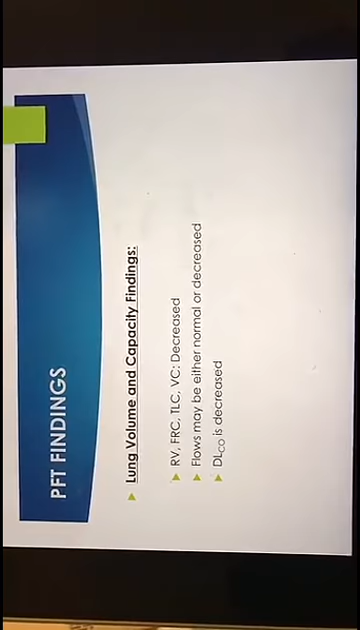 PFT FINDINGS
Lung Volume and Capacity Findings:
RV, FRC, TLC, VC: Decreased
Flows may be either normal or decreased
DLCO is decreased